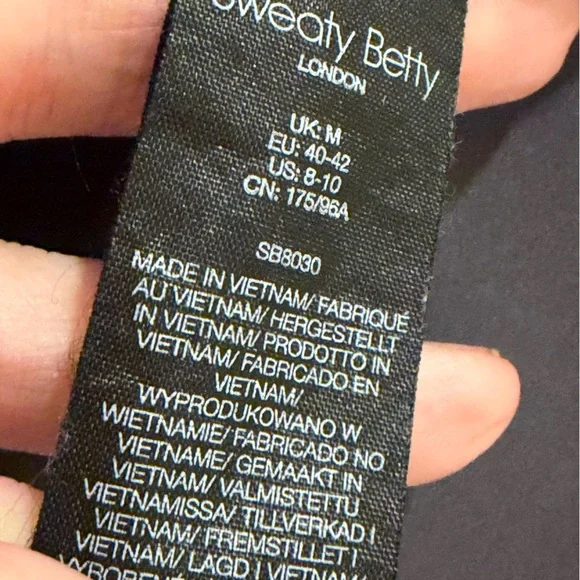 Sweaty Betty
LONDON
UK: M
EU: 40-42
US: 8-10
CN: 175/96A
SB8030
MADE IN VIETNAM/ FABRIQUÉ
AU VIETNAM/ HERGESTELLT
IN VIETNAM/ PRODOTTO IN
VIETNAM/ FABRICADO EN
VIETNAM/
WYPRODUKOWANO W
WIETNAMIE/ FABRICADO NO
VIETNAME/ GEMAAKT IN
VIETNAM/ VALMISTETTU
VIETNAMISSA/ TILLVERKAD I
VIETNAM/ FREMSTILLET I
VIETNAM/ LAGD I VIETNAM/